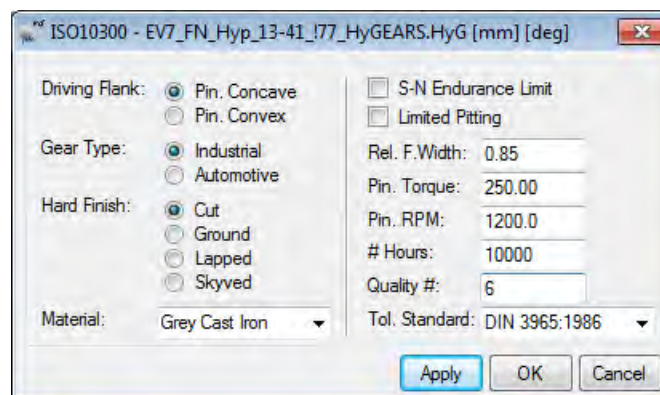 ISO10300 - EV7_FN_Hyp_13-41_!77_HyGEARS.HyG [mm] [deg]
Driving Flank:
Pin. Concave
Pin. Convex
Gear Type:
Industrial
Automotive
Hard Finish:
Cut
Ground
Lapped
Skyved
Material:
Grey Cast Iron
S-N Endurance Limit
Limited Pitting
Rel. F.Width: 0.85
Pin. Torque: 250.00
Pin. RPM: 1200.0
# Hours: 10000
Quality #: 6
Tol. Standard: DIN 3965:1986
Apply OK Cancel